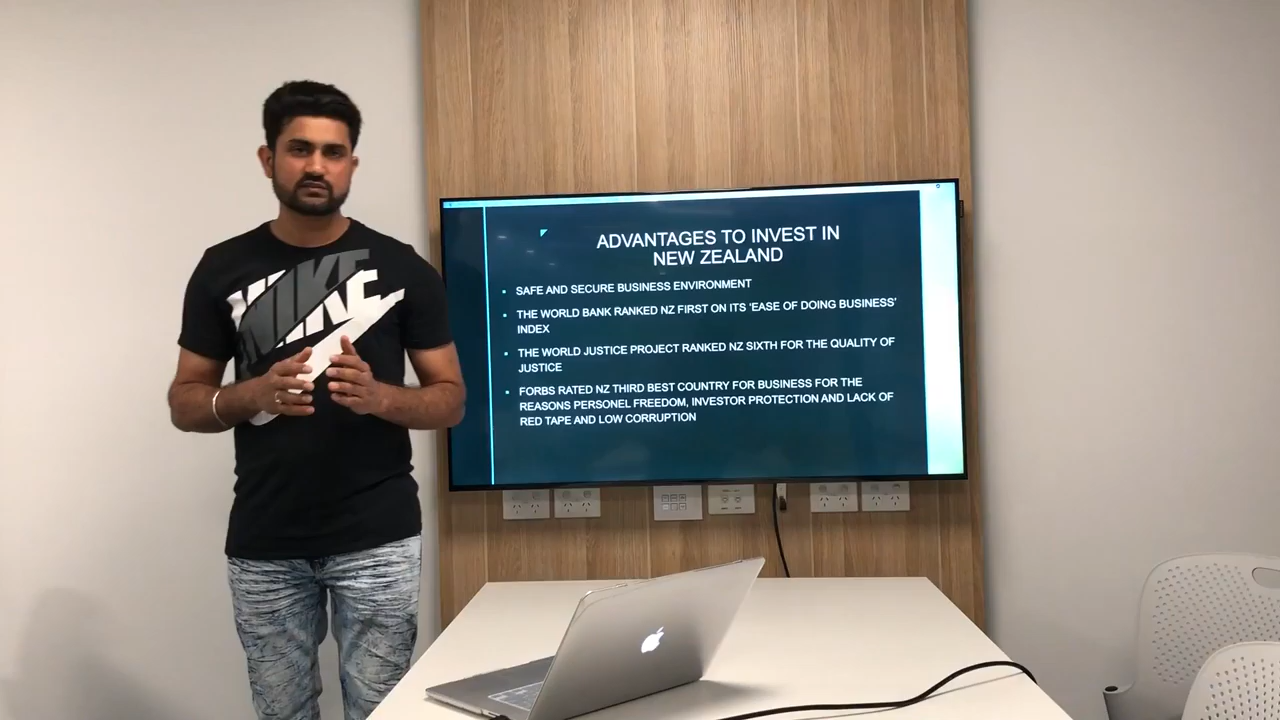 NIKE
NIKE
ADVANTAGES TO INVEST IN
NEW ZEALAND
SAFE AND SECURE BUSINESS ENVIRONMENT
THE WORLD BANK RANKED NZ FIRST ON ITS 'EASE OF DOING BUSINESS'
INDEX
THE WORLD JUSTICE PROJECT RANKED NZ SIXTH FOR THE QUALITY OF
JUSTICE
FORBS RATED NZ THIRD BEST COUNTRY FOR BUSINESS FOR THE
REASONS PERSONEL FREEDOM, INVESTOR PROTECTION AND LACK OF
RED TAPE AND LOW CORRUPTION